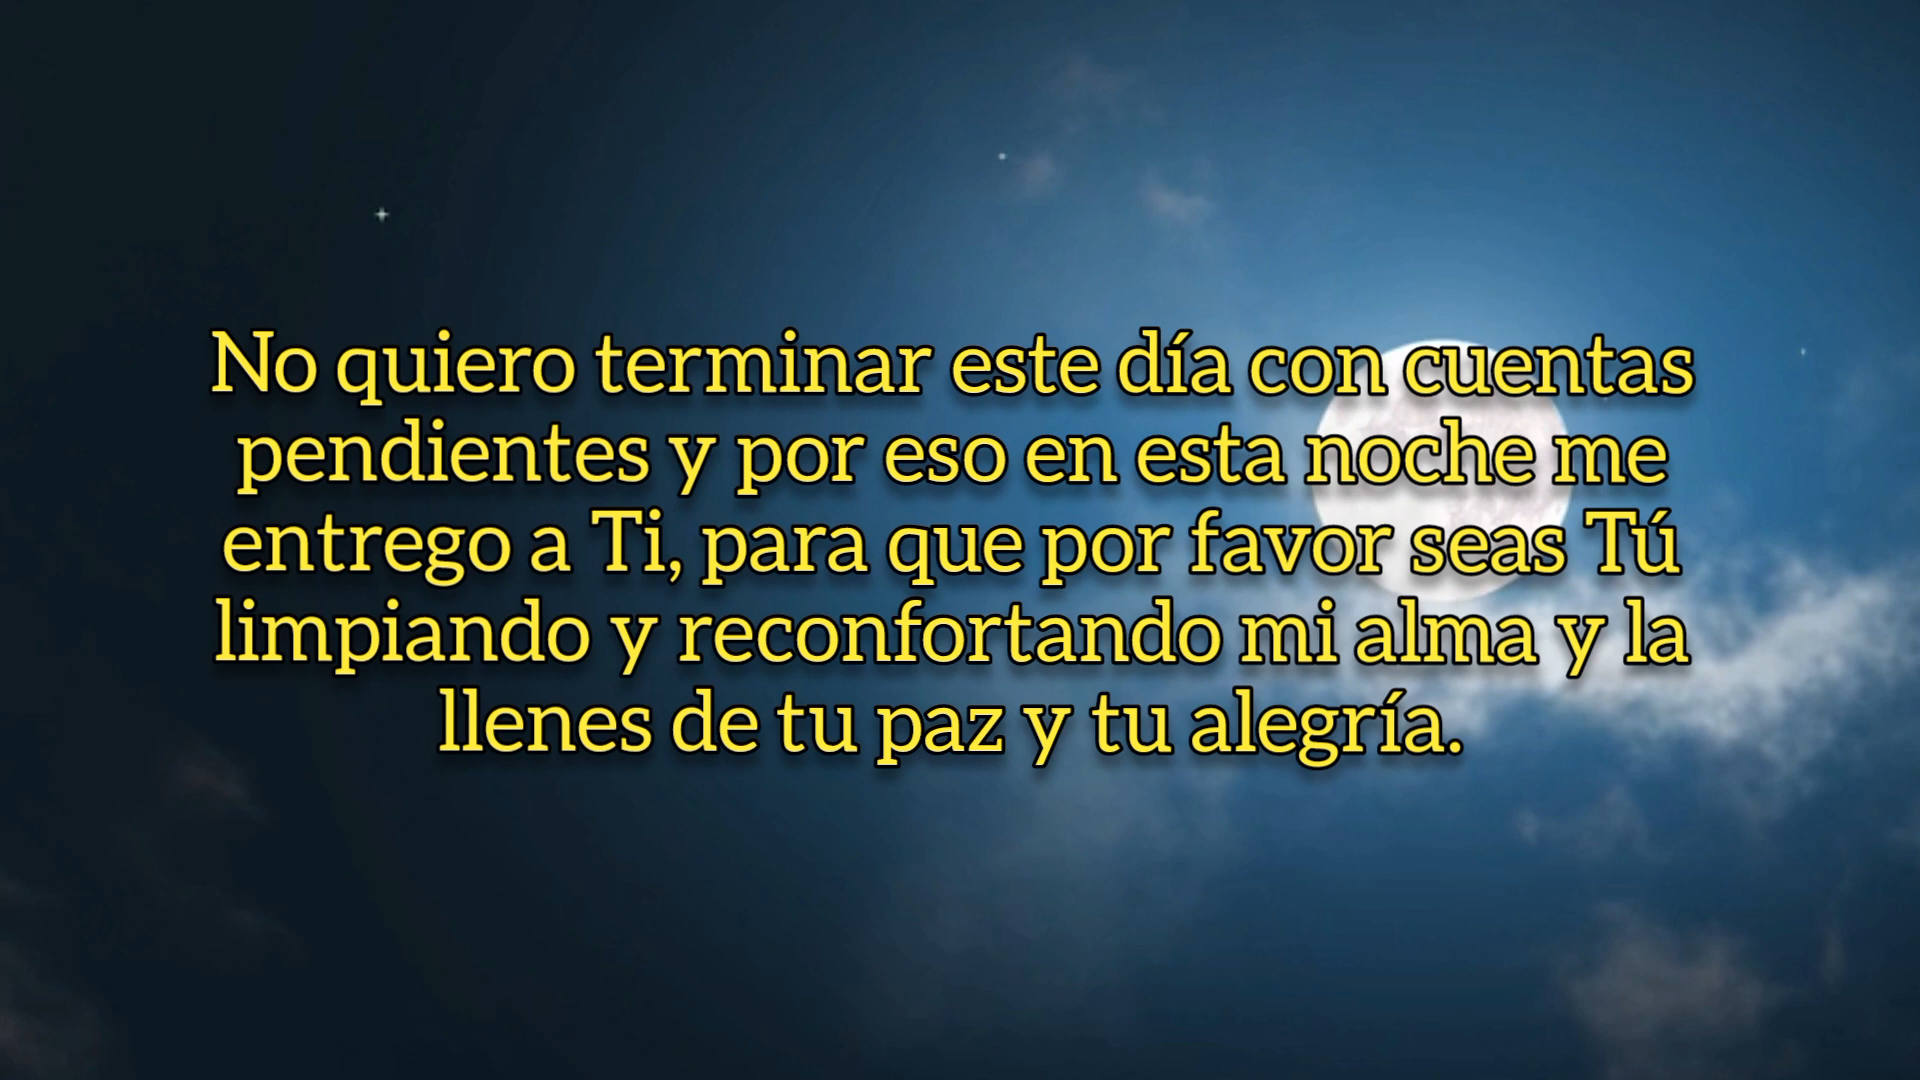 No quiero terminar este día con cuentas
pendientes y por eso en esta noche me
entrego a Ti, para que por favor seas Tú
limpiando y reconfortando mi alma y la
llenes de tu paz y tu alegría.